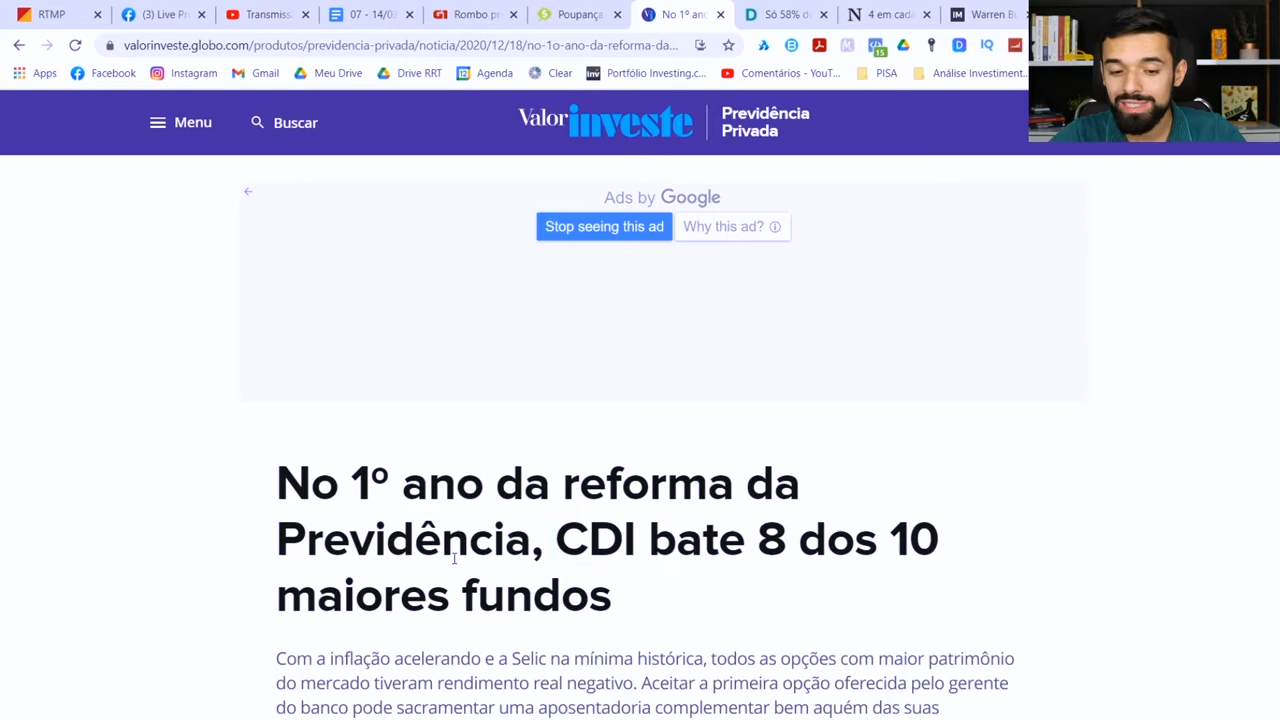 RTMP
(3) Live Pr
Transmiss
07 - 14/03
Rombo pr
Poupança
No 1º ano
Só 58% d
4 em cada
Warren Bu
valorinveste.globo.com/produtos/previdencia-privada/noticia/2020/12/18/no-1o-ano-da-reforma-da...
15
Apps
Facebook
Instagram
Gmail
Meu Drive
Drive RRT
Agenda
Clear
Portfólio Investing.c...
Comentários - YouT...
PISA
Análise Investiment
Menu
Buscar
Valor investe
Previdência
Privada
Ads by Google
Stop seeing this ad
Why this ad?
No 1º ano da reforma da
Previdência, CDI bate 8 dos 10
maiores fundos
Com a inflação acelerando e a Selic na mínima histórica, todos as opções com maior patrimônio
do mercado tiveram rendimento real negativo. Aceitar a primeira opção oferecida pelo gerente
do banco pode sacramentar uma aposentadoria complementar bem aquém das suas